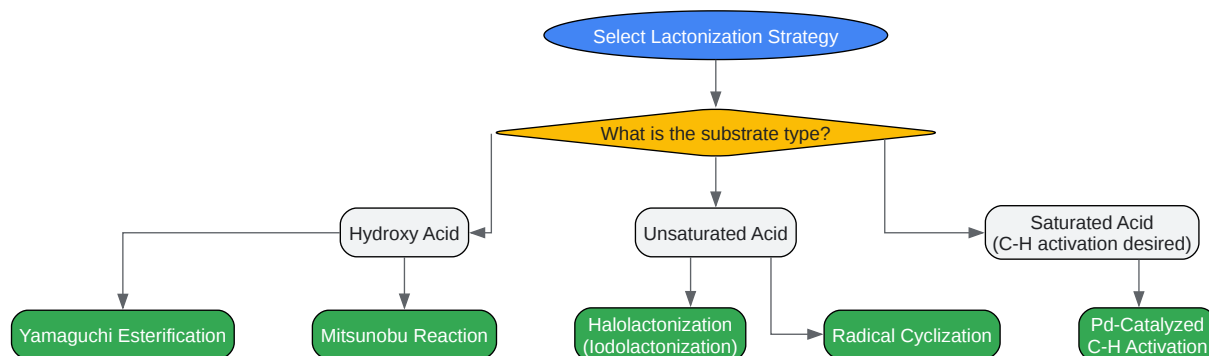 Select Lactonization Strategy
What is the substrate type?
Hydroxy Acid
Unsaturated Acid
Saturated Acid
(C-H activation desired)
Yamaguchi Esterification
Mitsunobu Reaction
Halolactonization
(Iodolactonization)
Radical Cyclization
Pd-Catalyzed
C-H Activation